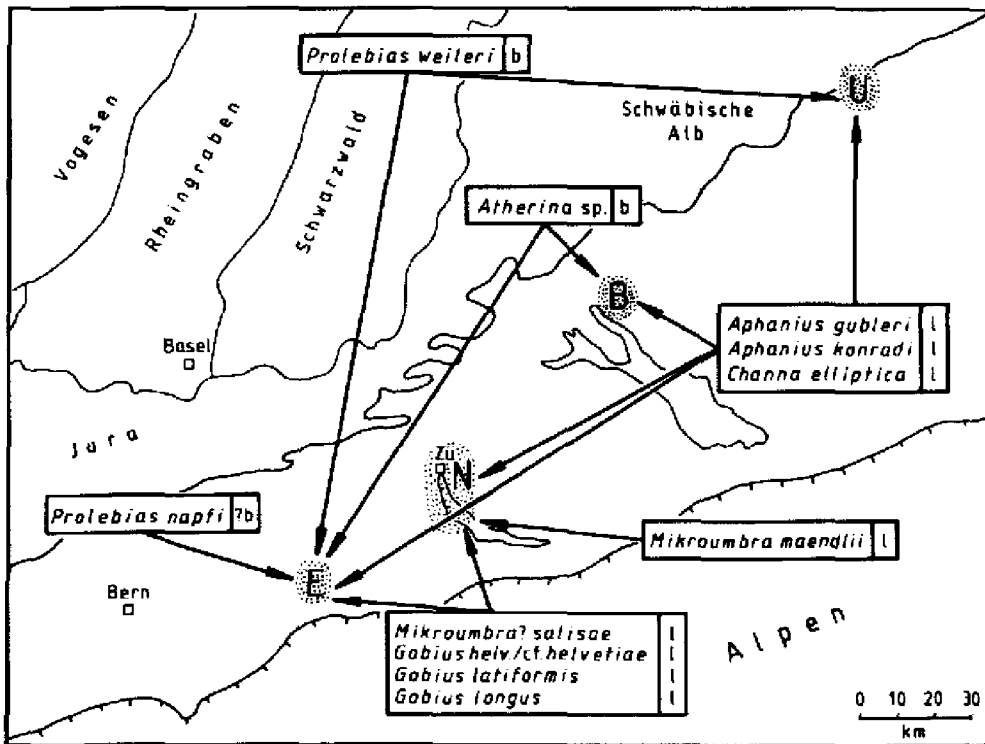 Prolebias weileri b
U
Schwäbische
Alb
Vogesen
Rheingraben
Schwarzwald
Atherina sp. b
B
Basel
Aphanius gubleri l
Aphanius konradi l
Channa elliptica l
Jura
Zü
N
Prolebias napfi ?b
Mikroumbra maendlii l
E
Bern
Mikroumbra? salisae l
Gobius helv./cf. helvetiae l
Gobius latiformis l
Gobius longus l
Alpen
0 10 20 30
km